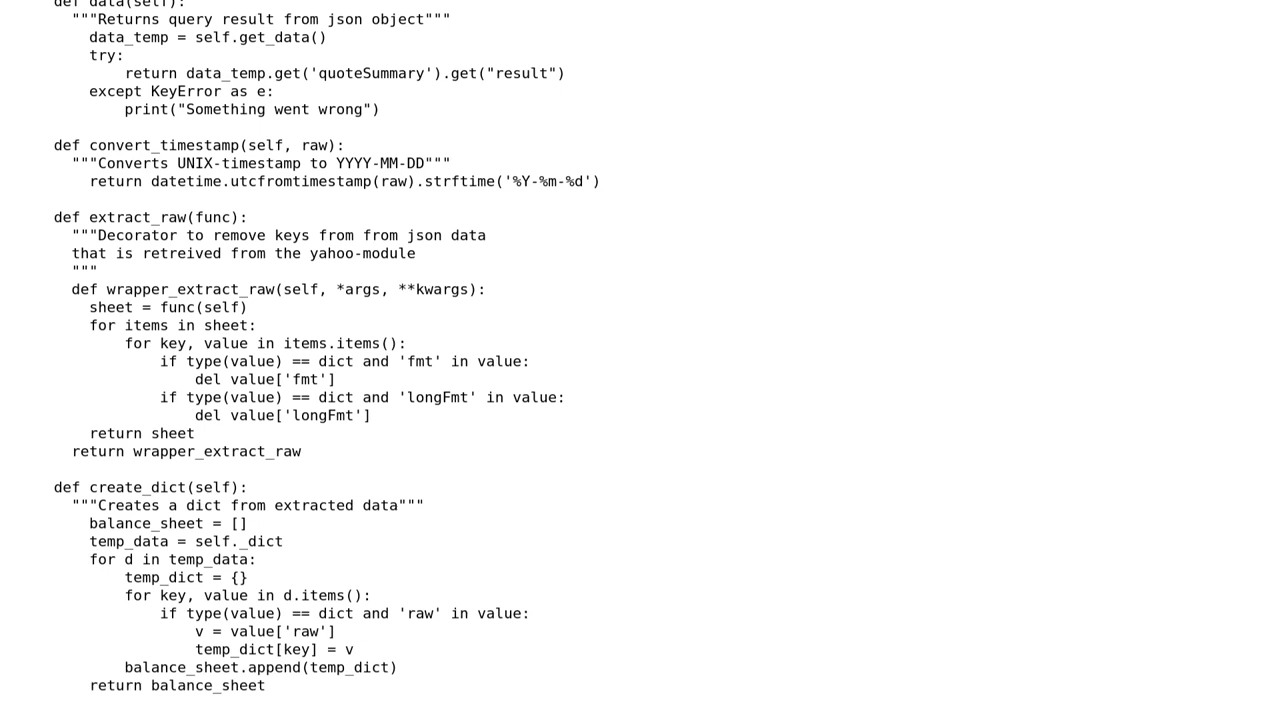 def data(self):
  """Returns query result from json object"""
    data_temp = self.get_data()
    try:
        return data_temp.get('quoteSummary').get("result")
    except KeyError as e:
        print("Something went wrong")

def convert_timestamp(self, raw):
  """Converts UNIX-timestamp to YYYY-MM-DD"""
    return datetime.utcfromtimestamp(raw).strftime('%Y-%m-%d')

def extract_raw(func):
  """Decorator to remove keys from from json data
  that is retreived from the yahoo-module
  """
  def wrapper_extract_raw(self, *args, **kwargs):
    sheet = func(self)
    for items in sheet:
        for key, value in items.items():
            if type(value) == dict and 'fmt' in value:
                del value['fmt']
            if type(value) == dict and 'longFmt' in value:
                del value['longFmt']
    return sheet
  return wrapper_extract_raw

def create_dict(self):
  """Creates a dict from extracted data"""
    balance_sheet = []
    temp_data = self._dict
    for d in temp_data:
        temp_dict = {}
        for key, value in d.items():
            if type(value) == dict and 'raw' in value:
                v = value['raw']
                temp_dict[key] = v
        balance_sheet.append(temp_dict)
    return balance_sheet